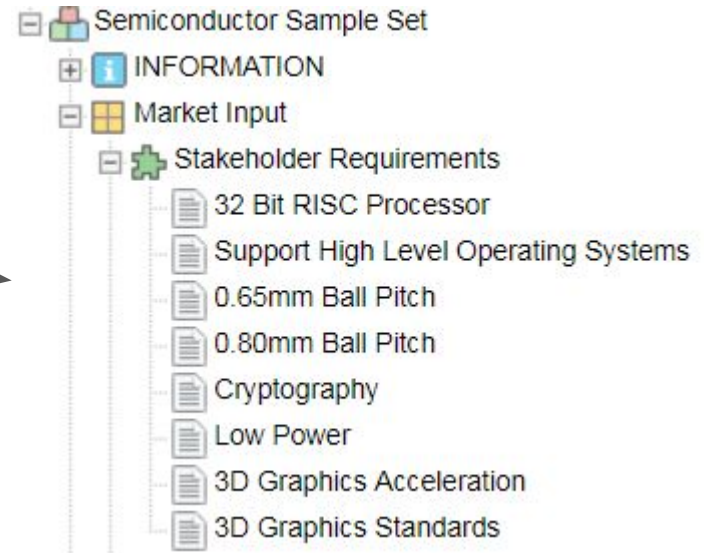 Semiconductor Sample Set
INFORMATION
Market Input
Stakeholder Requirements
32 Bit RISC Processor
Support High Level Operating Systems
0.65mm Ball Pitch
0.80mm Ball Pitch
Cryptography
Low Power
3D Graphics Acceleration
3D Graphics Standards